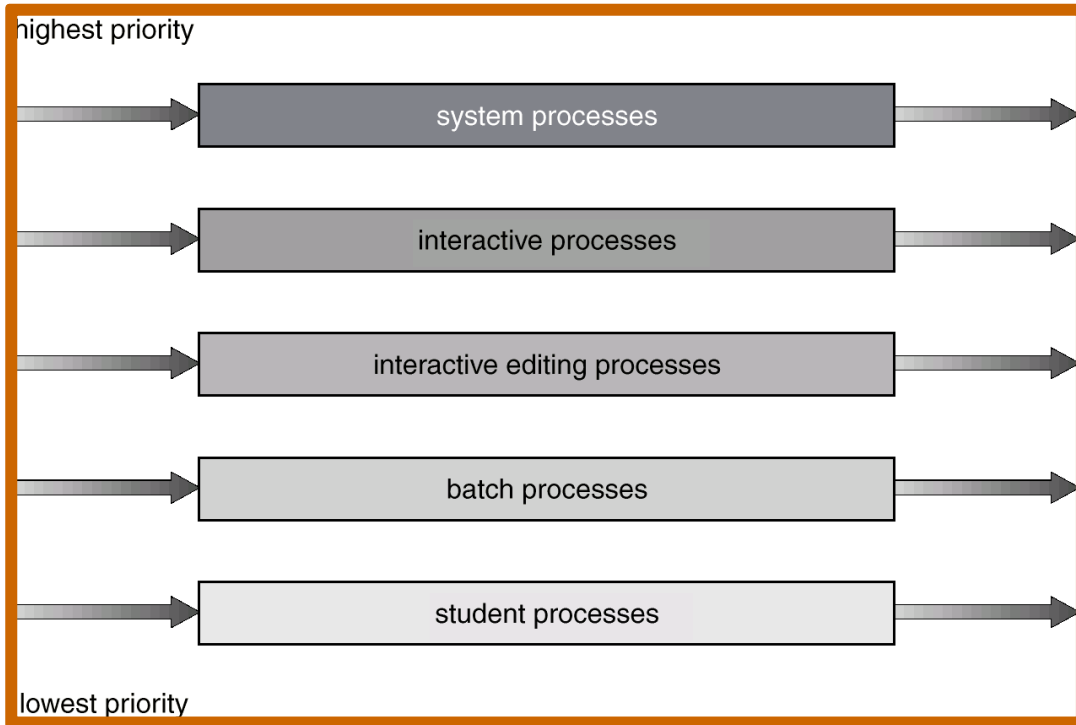 highest priority
system processes
interactive processes
interactive editing processes
batch processes
student processes
lowest priority